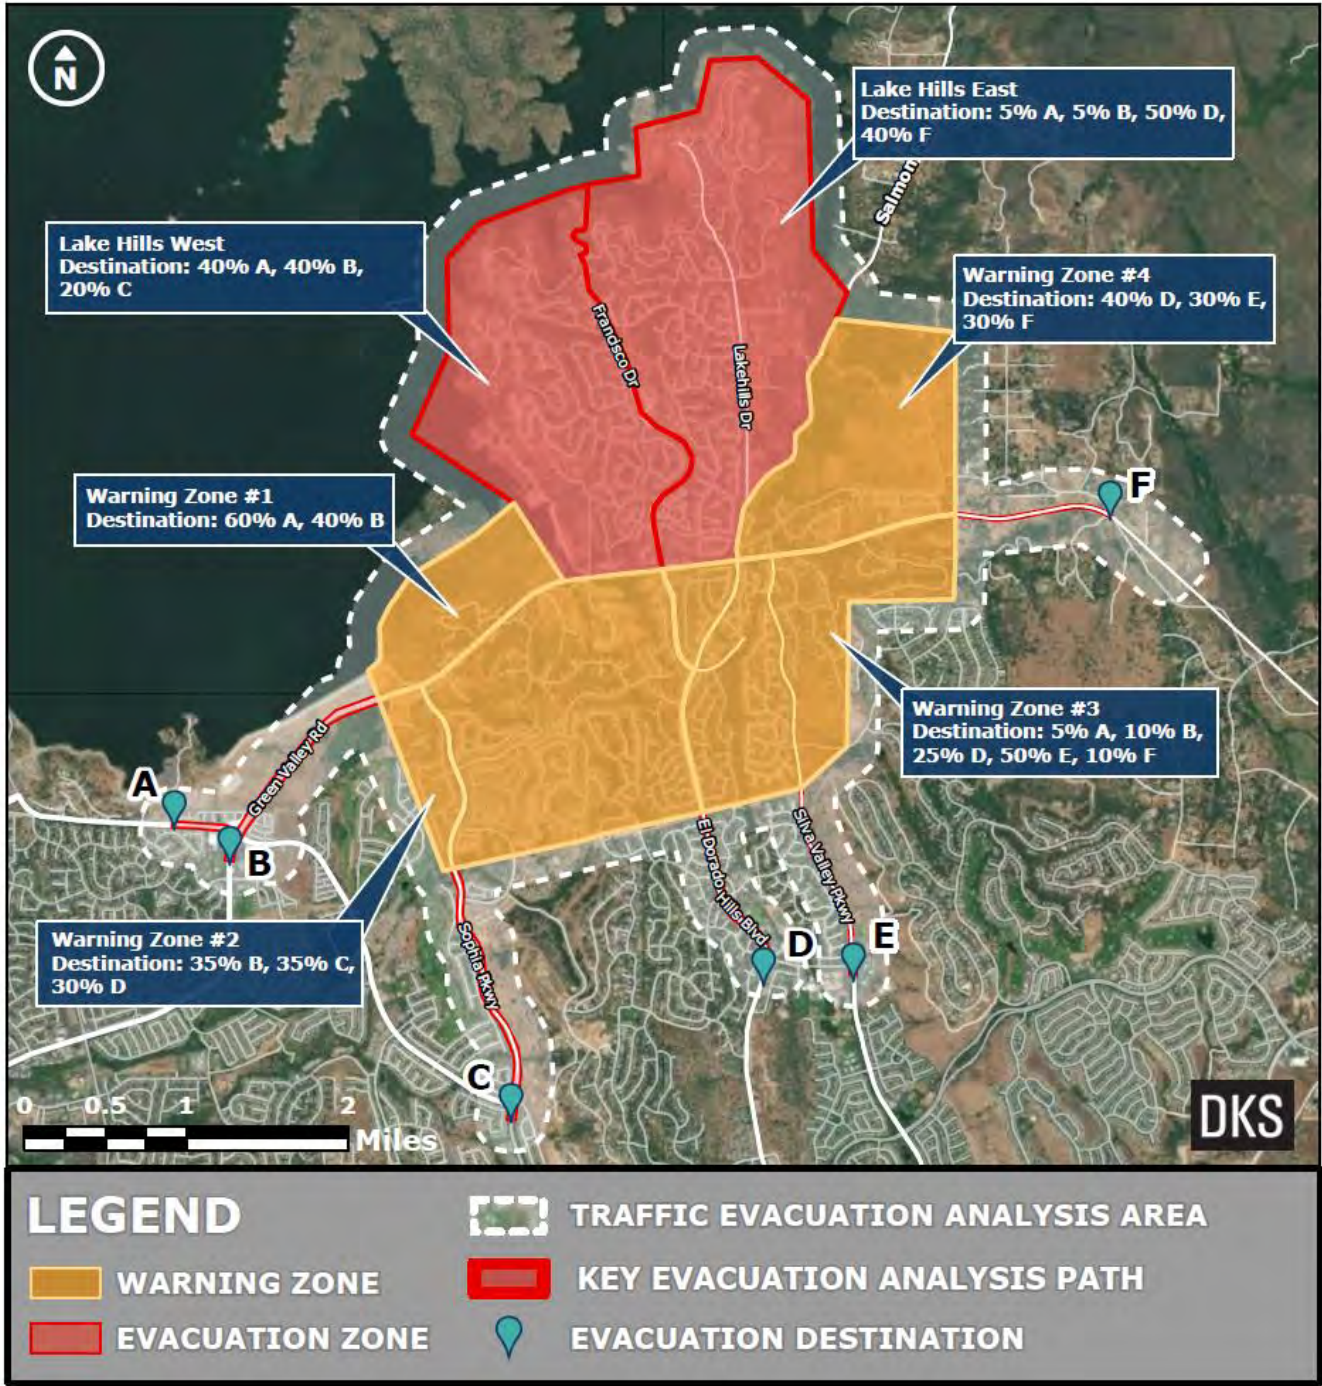 N
Lake Hills East
Destination: 5% A, 5% B, 50% D,
40% F
Salmon
Lake Hills West
Destination: 40% A, 40% B,
20% C
Warning Zone #4
Destination: 40% D, 30% E,
30% F
Francisco Dr
Lakehills Dr
Warning Zone #1
Destination: 60% A, 40% B
F
Warning Zone #3
Destination: 5% A, 10% B,
25% D, 50% E, 10% F
Green Valley Rd
A
B
El Dorado Hills Blvd
Silva Valley Pkwy
Warning Zone #2
Destination: 35% B, 35% C,
30% D
Sophia Pkwy
D
E
C
0 0.5 1 2
Miles
DKS
LEGEND
TRAFFIC EVACUATION ANALYSIS AREA
WARNING ZONE
KEY EVACUATION ANALYSIS PATH
EVACUATION ZONE
EVACUATION DESTINATION